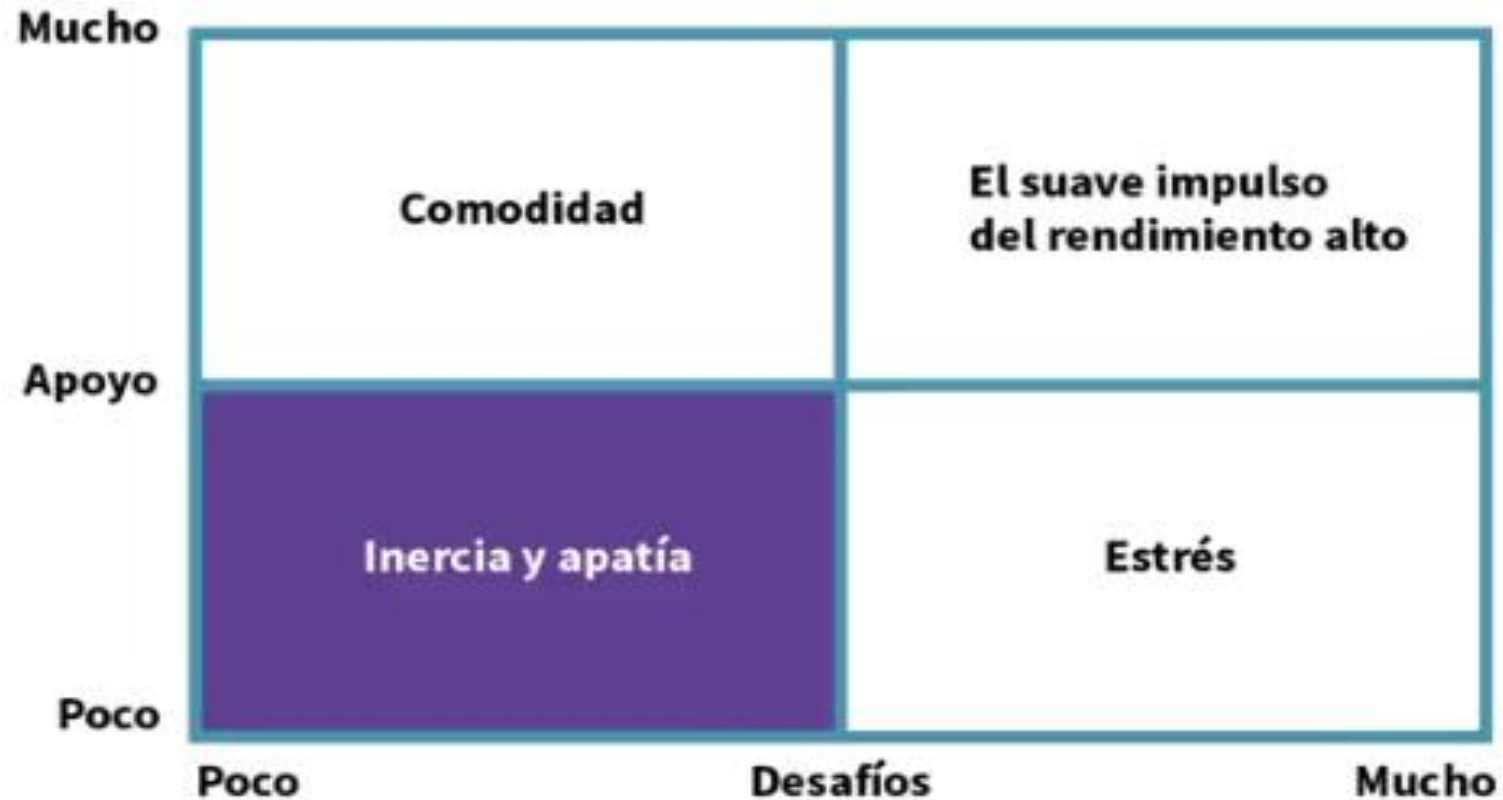 Mucho
Comodidad
El suave impulso
del rendimiento alto
Apoyo
Inercia y apatía
Estrés
Poco
Poco
Desafíos
Mucho